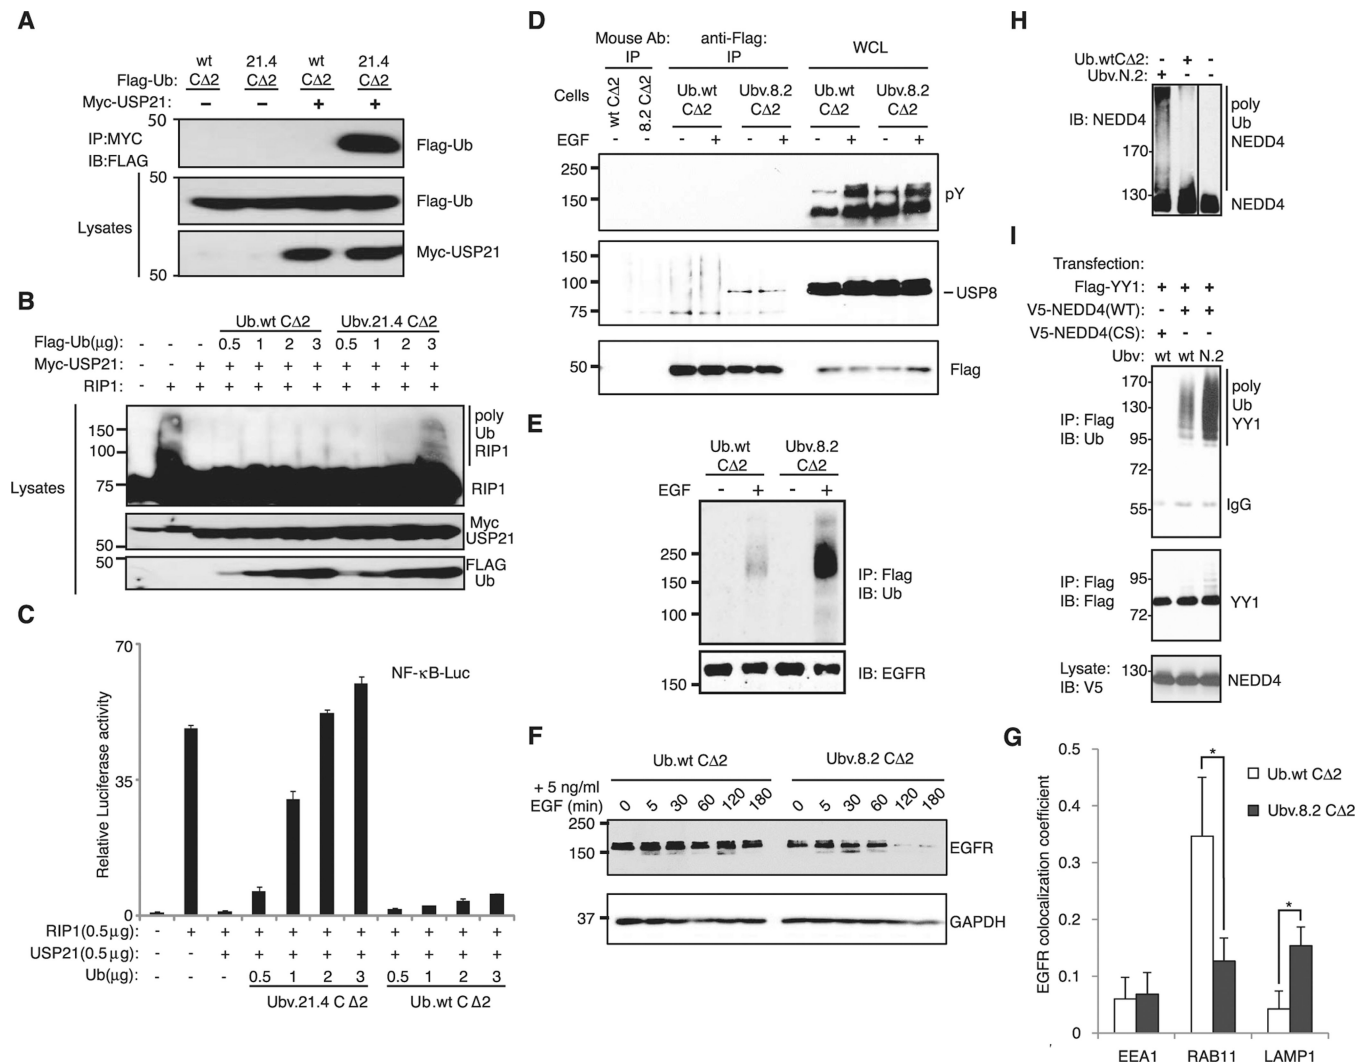 A
wt 21.4 wt 21.4
Flag-Ub: CΔ2 CΔ2 CΔ2 CΔ2
Myc-USP21: – – + +
50
IP:MYC
IB:FLAG
Flag-Ub
50
Lysates
Flag-Ub
Myc-USP21
50
B
Ub.wt CΔ2 Ubv.21.4 CΔ2
Flag-Ub(μg): - - - 0.5 1 2 3 0.5 1 2 3
Myc-USP21: - - + + + + + + + + +
RIP1: - + + + + + + + + + +
150
100
75
poly
Ub
RIP1
RIP1
Lysates
Myc
USP21
50
50
FLAG
Ub
C
70
35
0
Relative Luciferase activity
NF-κB-Luc
RIP1(0.5μg): - + + + + + + + + + +
USP21(0.5μg): - - + + + + + + + + +
Ub(μg): - - - 0.5 1 2 3 0.5 1 2 3
Ubv.21.4 C Δ2 Ub.wt C Δ2
D
Mouse Ab: anti-Flag: WCL
IP IP
Cells
wt CΔ2
8.2 CΔ2
Ub.wt Ubv.8.2 Ub.wt Ubv.8.2
CΔ2 CΔ2 CΔ2 CΔ2
EGF - - - + - + - + - +
250
150
pY
150
100
75
USP8
50
Flag
E
Ub.wt Ubv.8.2
CΔ2 CΔ2
EGF - + - +
250
150
100
IP: Flag
IB: Ub
150
IB: EGFR
F
Ub.wt CΔ2 Ubv.8.2 CΔ2
+ 5 ng/ml
EGF (min) 0 5 30 60 120 180 0 5 30 60 120 180
250
150
EGFR
37
GAPDH
H
Ub.wtCΔ2: - + -
Ubv.N.2: + - -
IB: NEDD4
170
130
poly
Ub
NEDD4
NEDD4
I
Transfection:
Flag-YY1: + + +
V5-NEDD4(WT): - + +
V5-NEDD4(CS): + - -
Ubv: wt wt N.2
170
130
95
72
55
IP: Flag
IB: Ub
poly
Ub
YY1
IgG
95
72
IP: Flag
IB: Flag
YY1
Lysate:
IB: V5
130
NEDD4
G
0.5
0.4
0.3
0.2
0.1
0
EGFR colocalization coefficient
* *
Ub.wt CΔ2
Ubv.8.2 CΔ2
EEA1 RAB11 LAMP1